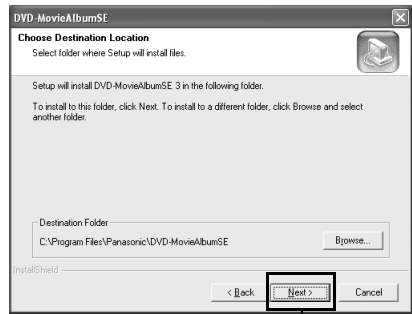 DVD-MovieAlbumSE
Choose Destination Location
Select folder where Setup will install files.
Setup will install DVD-MovieAlbumSE 3 in the following folder.
To install to this folder, click Next. To install to a different folder, click Browse and select
another folder.
Destination Folder
C:\Program Files\Panasonic\DVD-MovieAlbumSE
Browse...
InstallShield
< Back
Next >
Cancel